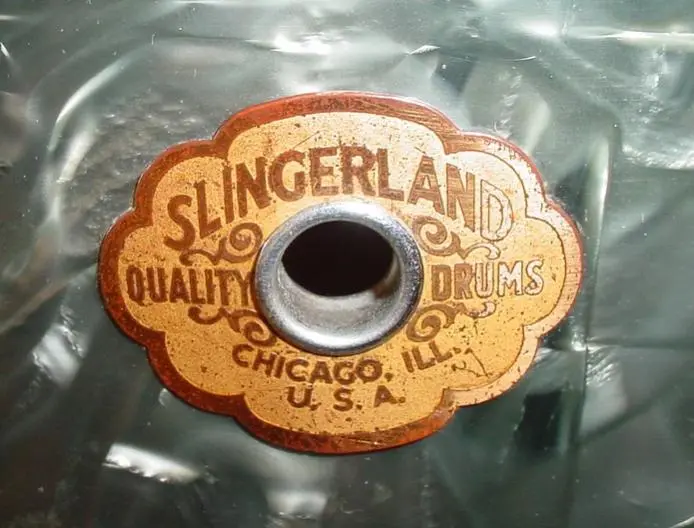 SLINGERLAND
QUALITY DRUMS
CHICAGO, ILL.
U. S. A.